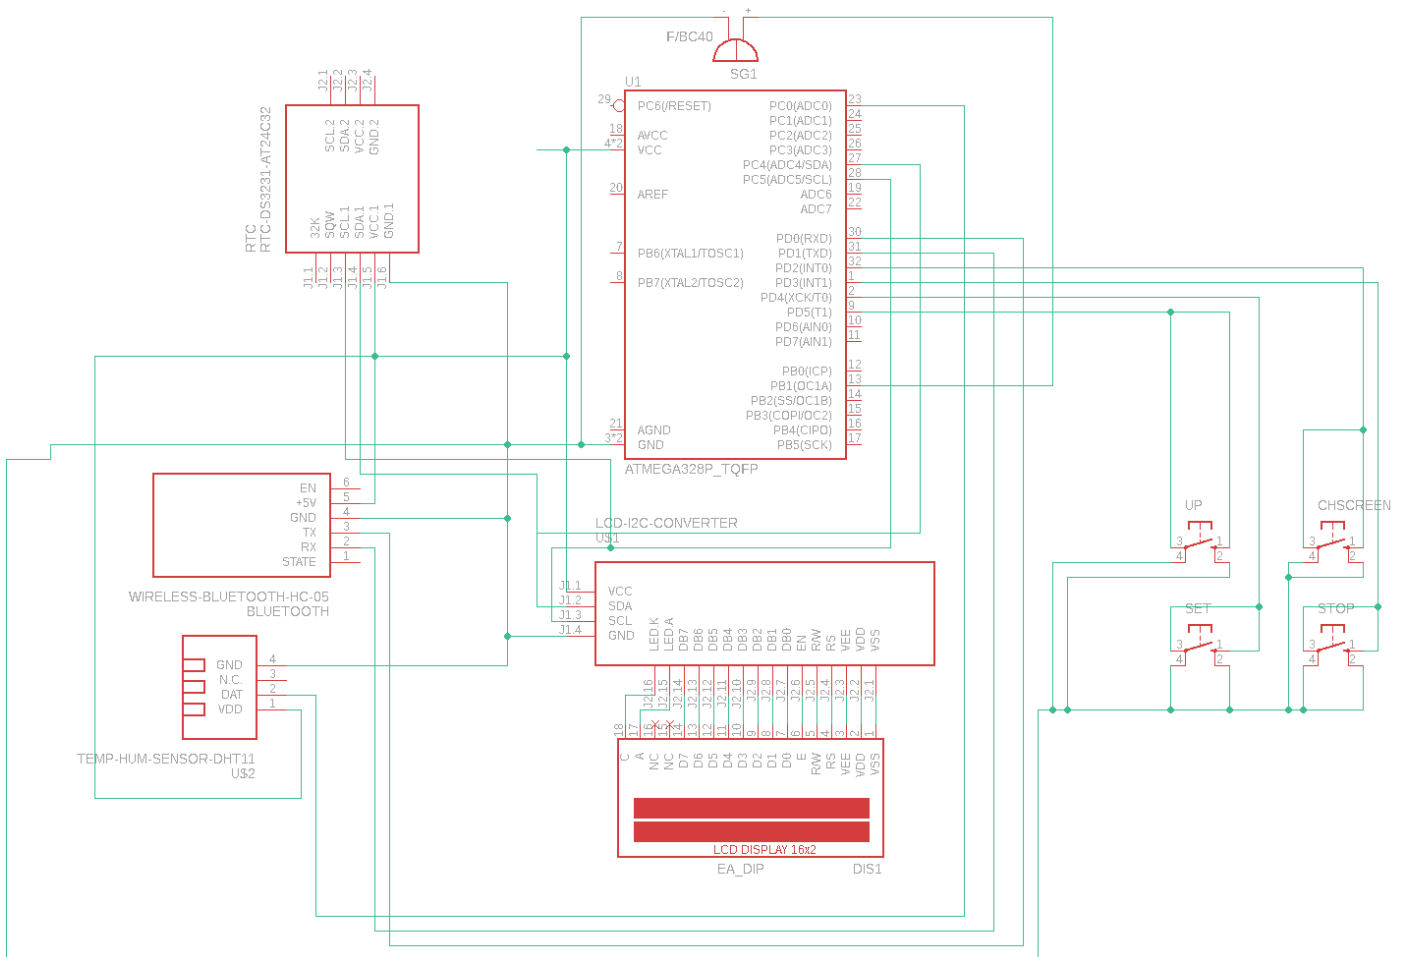 - +
F/BC40
SG1
U1
29 PC6(/RESET)
18 AVCC
4*2 VCC
20 AREF
7 PB6(XTAL1/TOSC1)
8 PB7(XTAL2/TOSC2)
21 AGND
3*2 GND
PC0(ADC0) 23
PC1(ADC1) 24
PC2(ADC2) 25
PC3(ADC3) 26
PC4(ADC4/SDA) 27
PC5(ADC5/SCL) 28
ADC6 19
ADC7 22
PD0(RXD) 30
PD1(TXD) 31
PD2(INT0) 32
PD3(INT1) 1
PD4(XCK/T0) 2
PD5(T1) 9
PD6(AIN0) 10
PD7(AIN1) 11
PB0(ICP) 12
PB1(OC1A) 13
PB2(SS/OC1B) 14
PB3(COPI/OC2) 15
PB4(CIPO) 16
PB5(SCK) 17
ATMEGA328P_TQFP
J2.1
J2.2
J2.3
J2.4
SCL.2
SDA.2
VCC.2
GND.2
RTC
RTC-DS3231-AT24C32
32K
SQW
SCL.1
SDA.1
VCC.1
GND.1
J1.1
J1.2
J1.3
J1.4
J1.5
J1.6
EN 6
+5V 5
GND 4
TX 3
RX 2
STATE 1
WIRELESS-BLUETOOTH-HC-05
BLUETOOTH
GND 4
N.C. 3
DAT 2
VDD 1
TEMP-HUM-SENSOR-DHT11
U$2
LCD-I2C-CONVERTER
U$1
J1.1 VCC
J1.2 SDA
J1.3 SCL
J1.4 GND
LED.K
LED.A
DB7
DB6
DB5
DB4
DB3
DB2
DB1
DB0
EN
R/W
RS
VEE
VDD
VSS
J2.16
J2.15
J2.14
J2.13
J2.12
J2.11
J2.10
J2.9
J2.8
J2.7
J2.6
J2.5
J2.4
J2.3
J2.2
J2.1
18
17
16
15
14
13
12
11
10
9
8
7
6
5
4
3
2
1
C
A
NC
NC
D7
D6
D5
D4
D3
D2
D1
D0
E
R/W
RS
VEE
VDD
VSS
LCD DISPLAY 16x2
EA_DIP DIS1
UP
3 1
4 2
CHSCREEN
3 1
4 2
SET
3 1
4 2
STOP
3 1
4 2